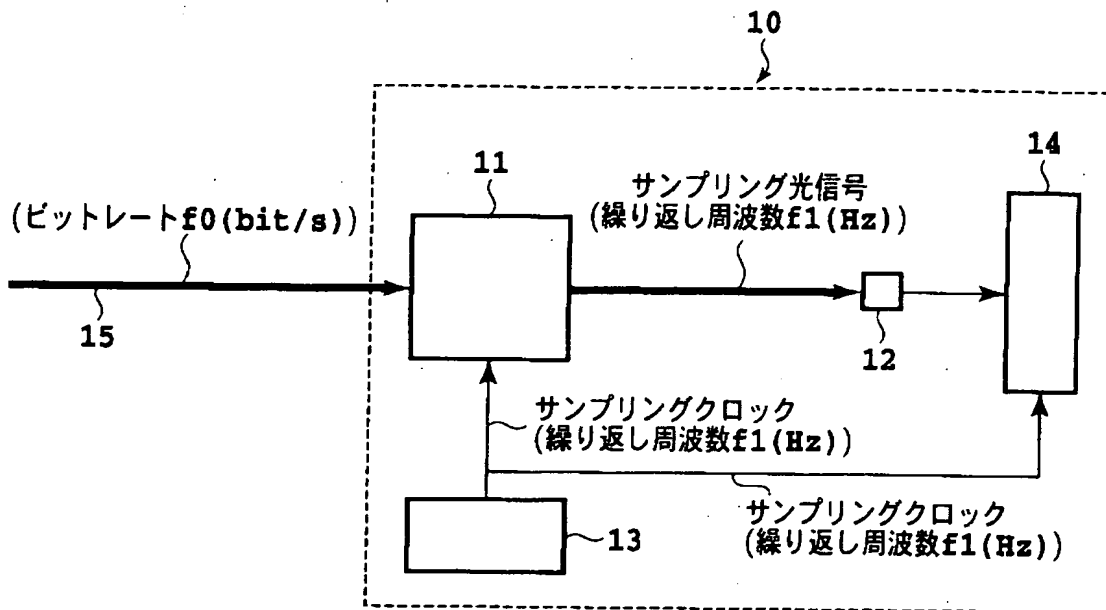 10
14
11
サンプリング光信号
(繰り返し周波数f1(Hz))
(ビットレートf0(bit/s))
15
12
サンプリングクロック
(繰り返し周波数f1(Hz))
サンプリングクロック
(繰り返し周波数f1(Hz))
13